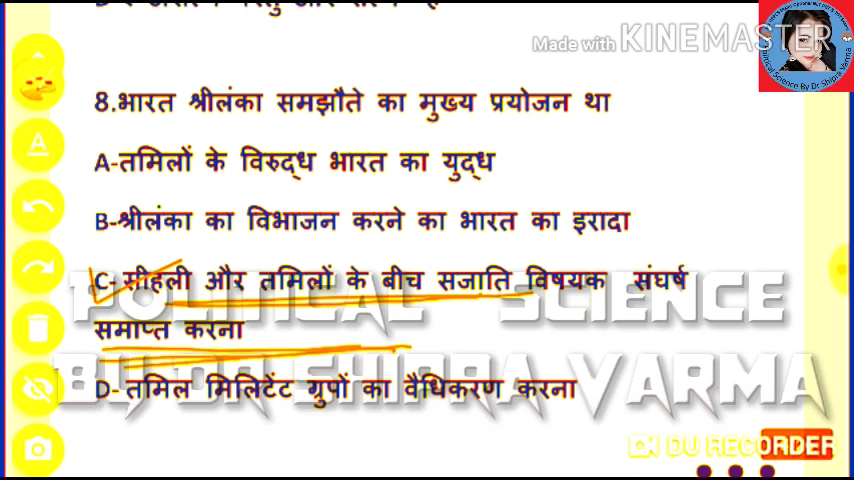 Made with KINEMASTER
8.भारत श्रीलंका समझौते का मुख्य प्रयोजन था
A-तमिलों के विरुद्ध भारत का युद्ध
B-श्रीलंका का विभाजन करने का भारत का इरादा
C- सीहली और तमिलों के बीच सजाति विषयक संघर्ष
समाप्त करना
D- तमिल मिलिटेंट ग्रुपों का वैधिकरण करना
POLITICAL SCIENCE
BY DR SHIPRA VARMA
DU RECORDER